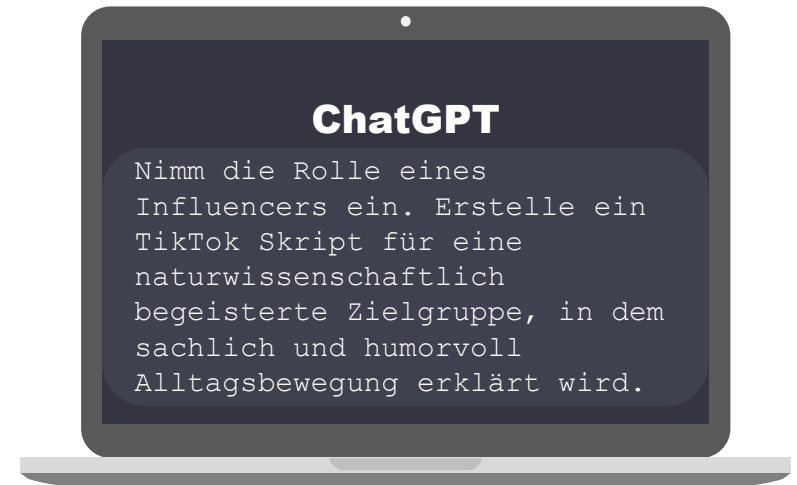 ChatGPT
Nimm die Rolle eines
Influencers ein. Erstelle ein
TikTok Skript für eine
naturwissenschaftlich
begeisterte Zielgruppe, in dem
sachlich und humorvoll
Alltagsbewegung erklärt wird.